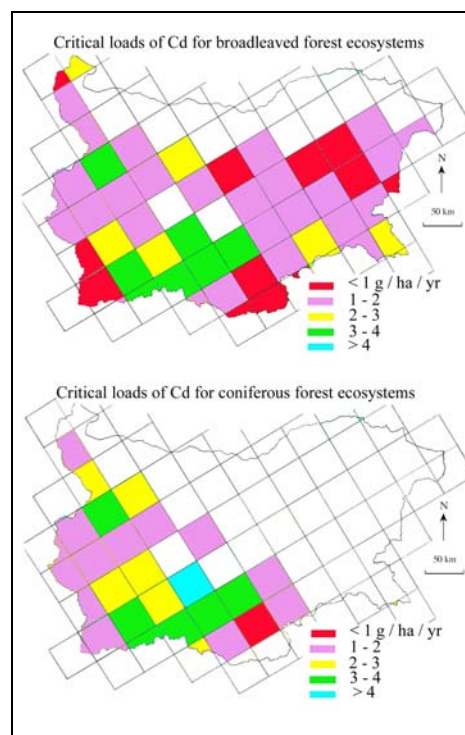 Critical loads of Cd for broadleaved forest ecosystems
N
50 km
< 1 g / ha / yr
1 - 2
2 - 3
3 - 4
> 4
Critical loads of Cd for coniferous forest ecosystems
N
50 km
< 1 g / ha / yr
1 - 2
2 - 3
3 - 4
> 4